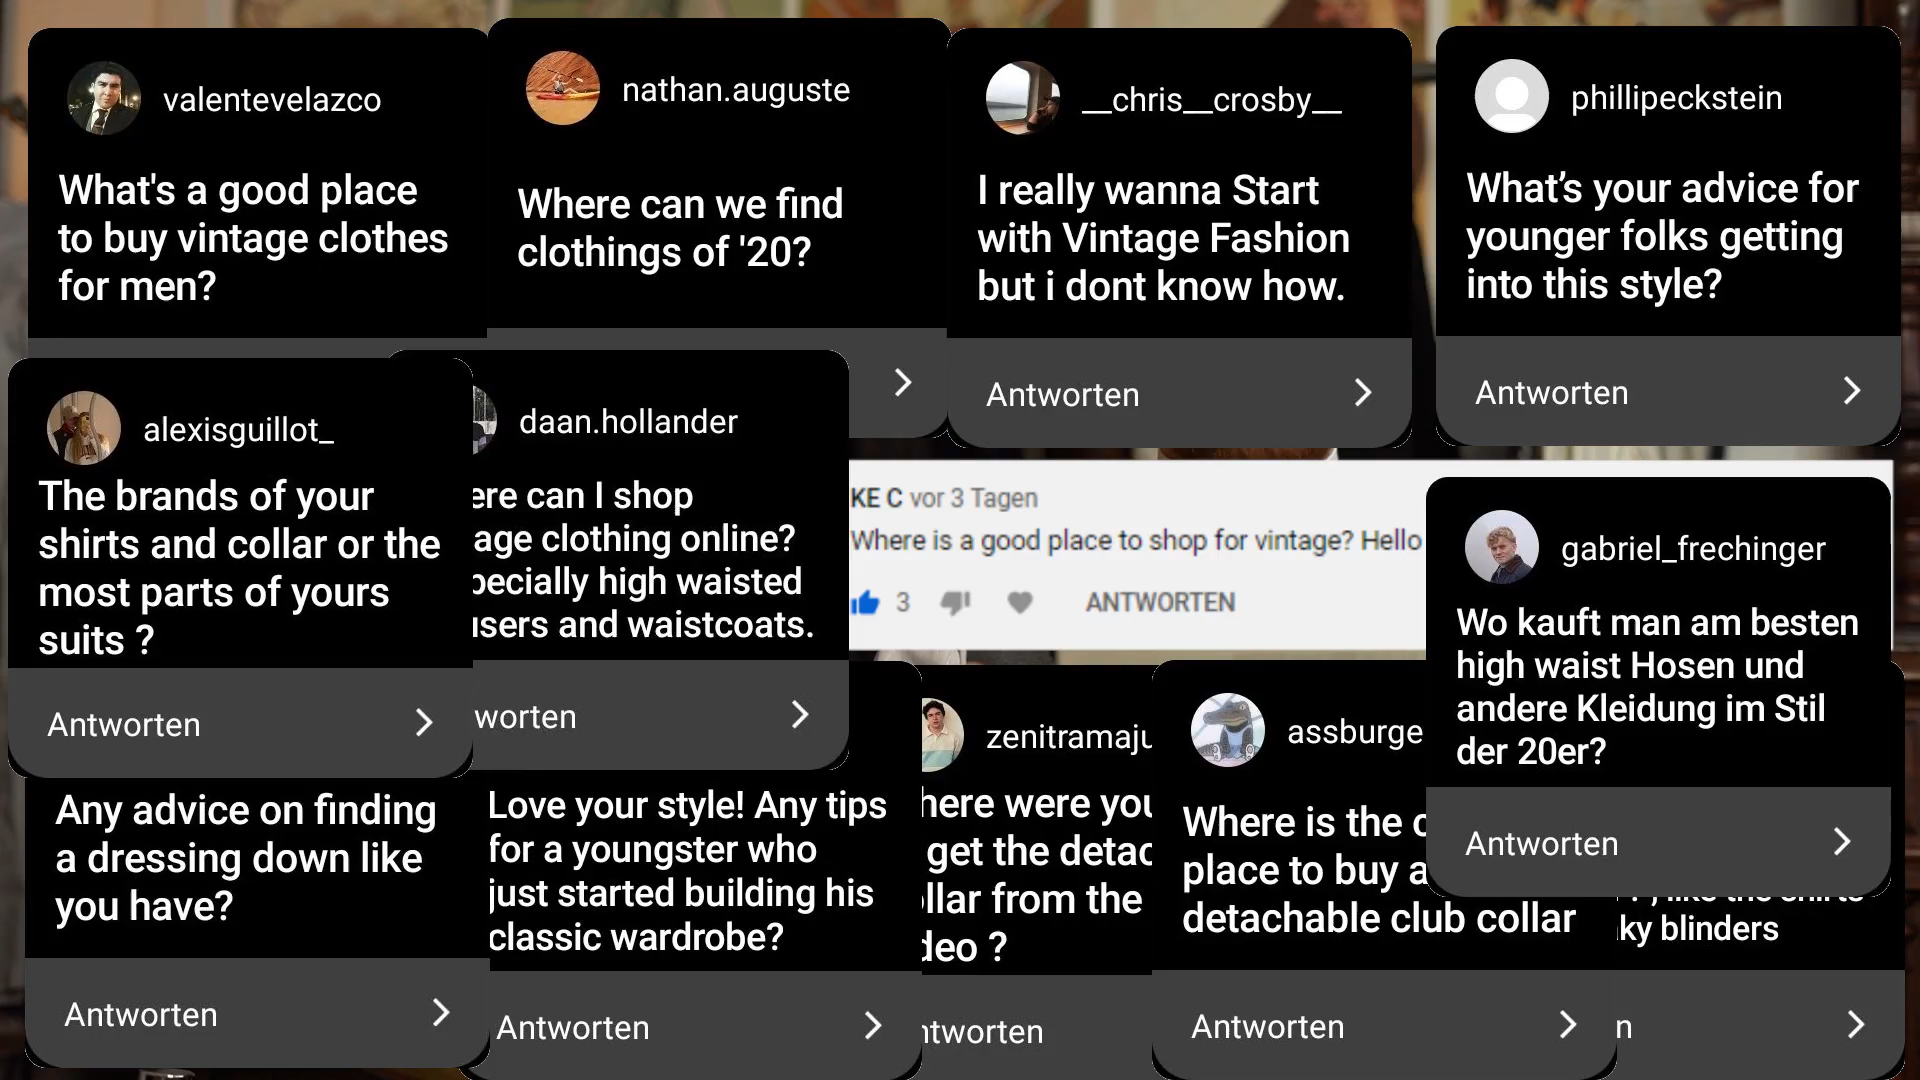 valentevelazco
What's a good place
to buy vintage clothes
for men?
nathan.auguste
Where can we find
clothings of '20?
__chris__crosby__
I really wanna Start
with Vintage Fashion
but i dont know how.
Antworten
phillipeckstein
What's your advice for
younger folks getting
into this style?
Antworten
alexisguillot_
The brands of your
shirts and collar or the
most parts of yours
suits ?
Antworten
daan.hollander
ere can I shop
age clothing online?
pecially high waisted
users and waistcoats.
worten
KE C vor 3 Tagen
Where is a good place to shop for vintage? Hello
3 ANTWORTEN
gabriel_frechinger
Wo kauft man am besten
high waist Hosen und
andere Kleidung im Stil
der 20er?
Antworten
Any advice on finding
a dressing down like
you have?
Antworten
Love your style! Any tips
for a youngster who
just started building his
classic wardrobe?
Antworten
zenitramaju
here were you
get the detac
llar from the
deo ?
ntworten
assburge
Where is the c
place to buy a
detachable club collar
Antworten
like the shirts
ky blinders
n